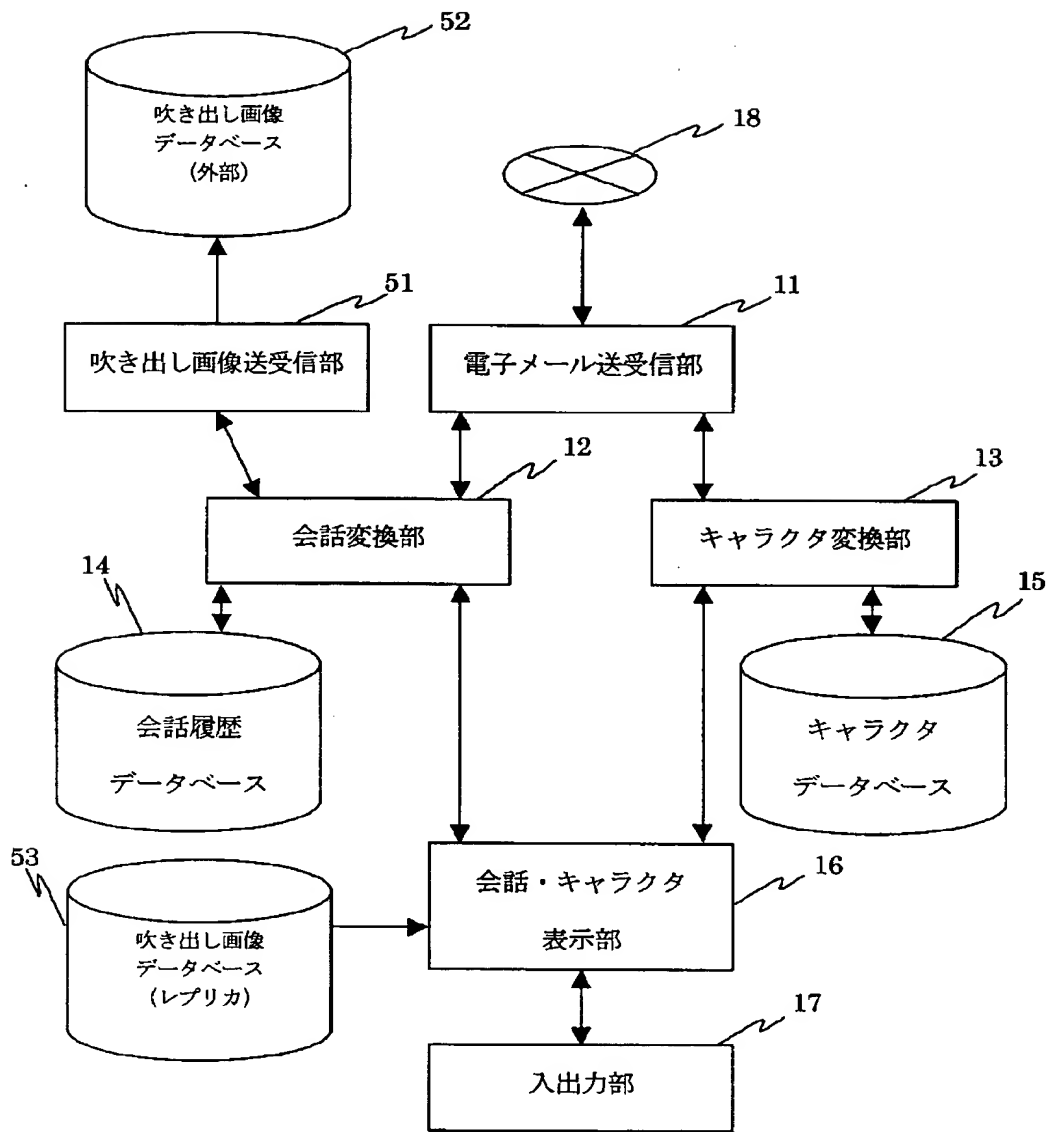 52
吹き出し画像
データベース
(外部)
18
51
吹き出し画像送受信部
11
電子メール送受信部
12
会話変換部
13
キャラクタ変換部
14
会話履歴
データベース
15
キャラクタ
データベース
53
吹き出し画像
データベース
(レプリカ)
会話・キャラクタ
表示部
16
17
入出力部